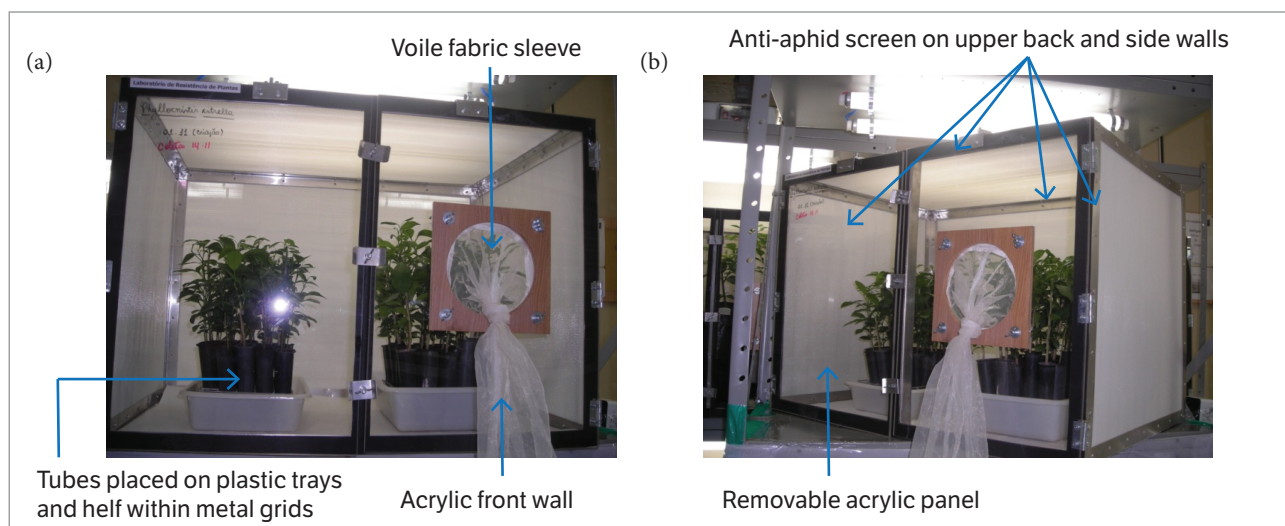 Voile fabric sleeve
Anti-aphid screen on upper back and side walls
(a)
(b)
Laboratório de Resistência de Plantas
Tubes placed on plastic trays
and helf within metal grids
Acrylic front wall
Removable acrylic panel